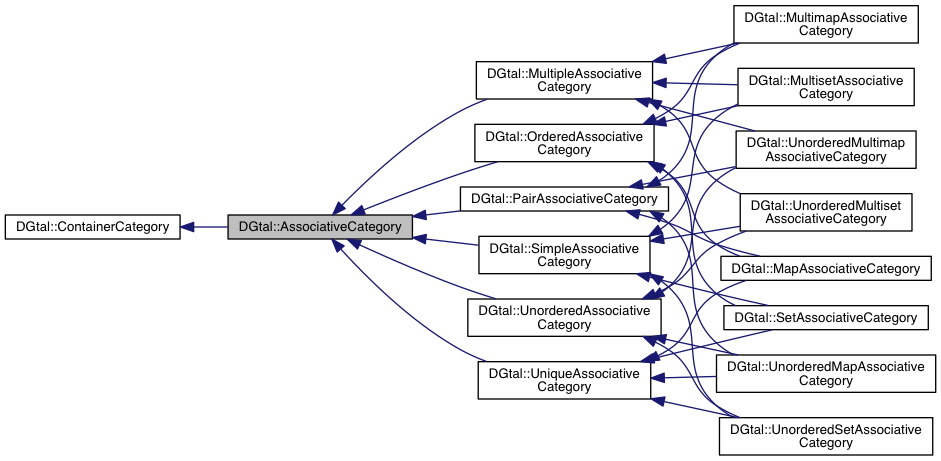 DGtal::ContainerCategory
DGtal::AssociativeCategory
DGtal::MultipleAssociative
Category
DGtal::OrderedAssociative
Category
DGtal::PairAssociativeCategory
DGtal::SimpleAssociative
Category
DGtal::UnorderedAssociative
Category
DGtal::UniqueAssociative
Category
DGtal::MultimapAssociative
Category
DGtal::MultisetAssociative
Category
DGtal::UnorderedMultimap
AssociativeCategory
DGtal::UnorderedMultiset
AssociativeCategory
DGtal::MapAssociativeCategory
DGtal::SetAssociativeCategory
DGtal::UnorderedMapAssociative
Category
DGtal::UnorderedSetAssociative
Category